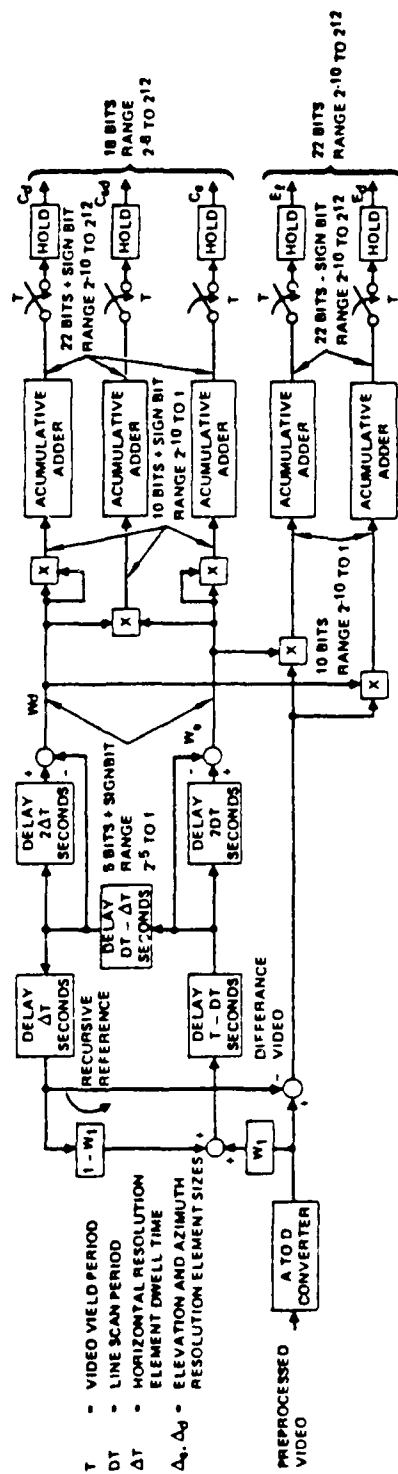 T - VIDEO VIELD PERIOD
DT - LINE SCAN PERIOD
ΔT - HORIZONTAL RESOLUTION
ELEMENT DWELL TIME
Δe, Δd - ELEVATION AND AZIMUTH
RESOLUTION ELEMENT SIZES
PREPROCESSED
VIDEO
A TO D
CONVERTER
W1
1 - W1
RECURSIVE
REFERENCE
DELAY
ΔT
SECONDS
DELAY
T - DT
SECONDS
DIFFERANCE
VIDEO
DELAY
DT - ΔT
SECONDS
DELAY
2ΔT
SECONDS
DELAY
2DT
SECONDS
5 BITS + SIGN BIT
RANGE
2-5 TO 1
We
X
X
X
X
X
10 BITS + SIGN BIT
RANGE 2-10 TO 1
10 BITS RANGE 2-10 TO 1
ACUMULATIVE
ADDER
ACUMULATIVE
ADDER
ACUMULATIVE
ADDER
ACUMULATIVE
ADDER
ACUMULATIVE
ADDER
22 BITS + SIGN BIT
RANGE 2-10 TO 212
22 BITS - SIGN BIT
RANGE 2-10 TO 212
T
T
T
T
T
HOLD
HOLD
HOLD
HOLD
HOLD
Cd
Ced
Ce
Ef
Ed
18 BITS
RANGE
2-8 TO 212
22 BITS
RANGE 2-10 TO 212